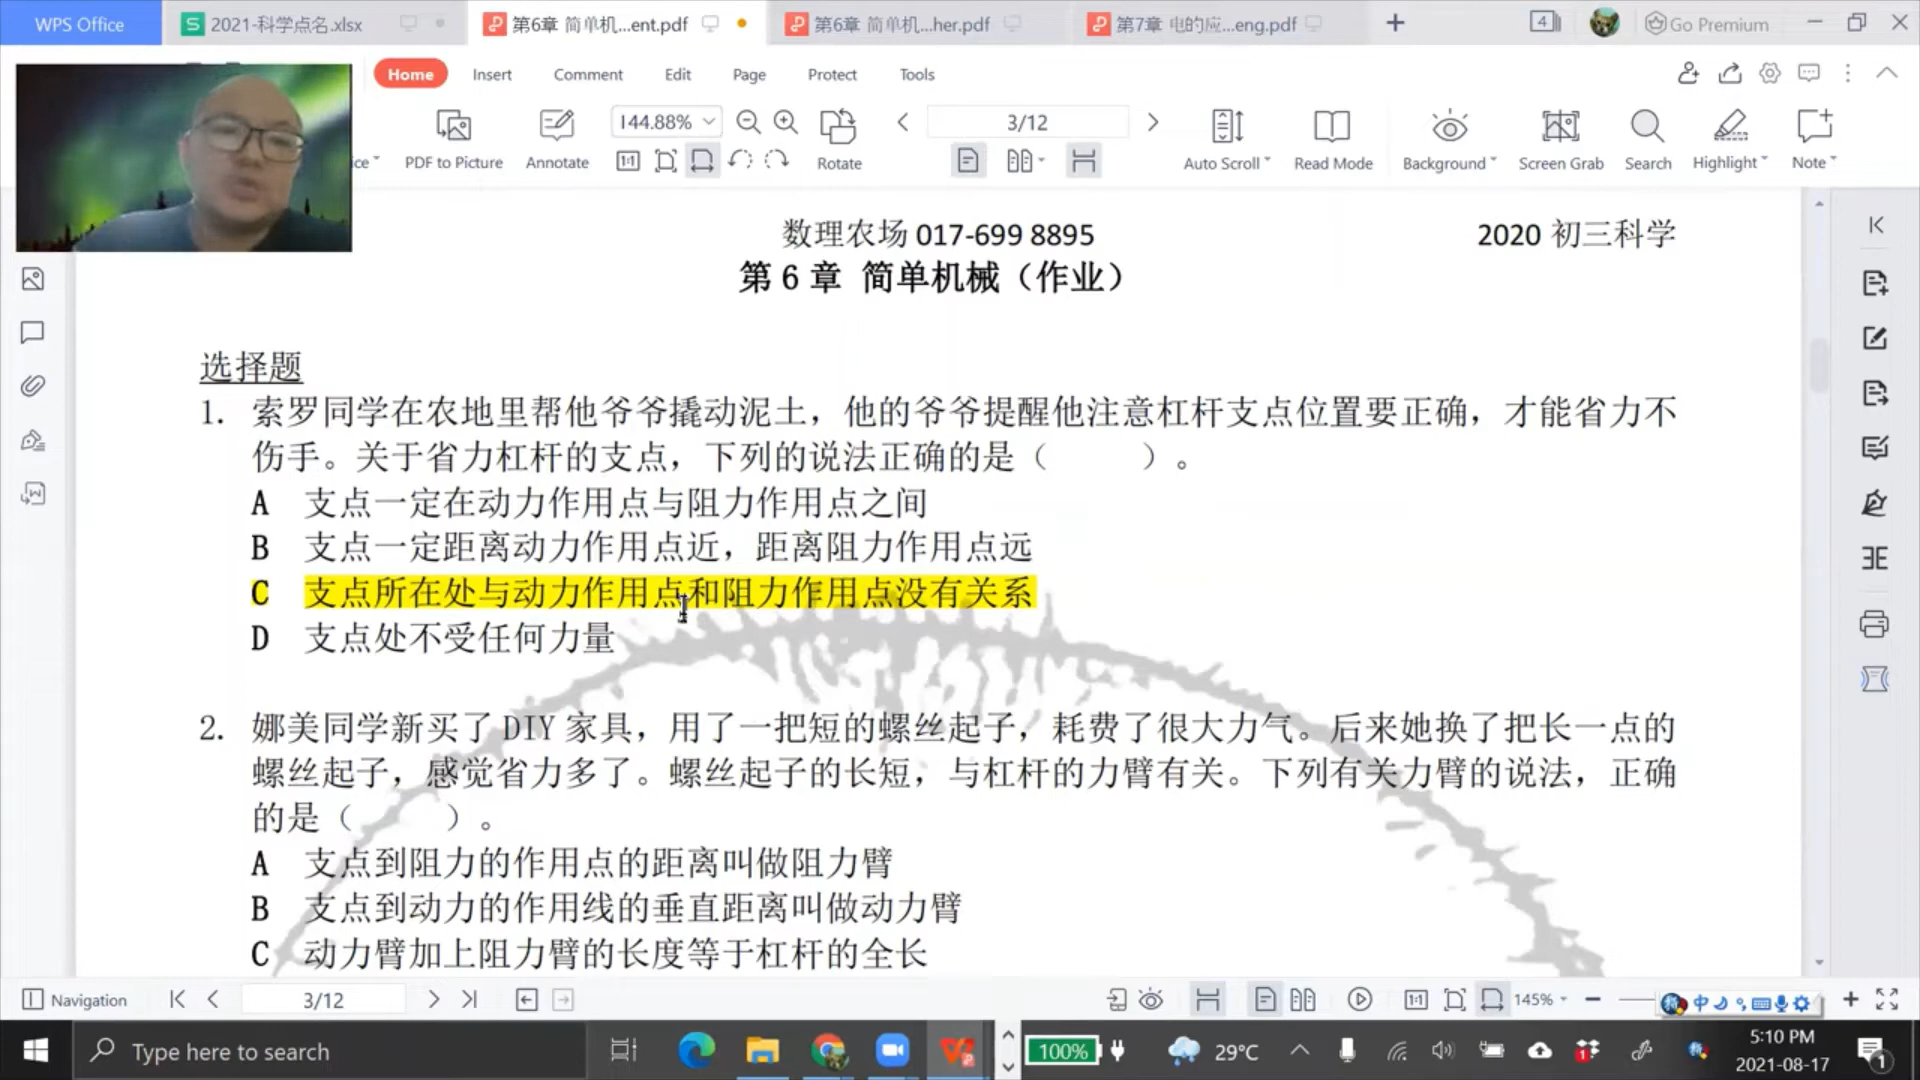 WPS Office
2021-科学点名.xlsx
第6章 简单机...ent.pdf
第6章 简单机...her.pdf
第7章 电的应...eng.pdf
4
Go Premium
Home
Insert
Comment
Edit
Page
Protect
Tools
ice
PDF to Picture
Annotate
144.88%
1:1
Rotate
3/12
Auto Scroll
Read Mode
Background
Screen Grab
Search
Highlight
Note
数理农场 017-699 8895
2020 初三科学
第 6 章 简单机械（作业）
选择题
1. 索罗同学在农地里帮他爷爷撬动泥土，他的爷爷提醒他注意杠杆支点位置要正确，才能省力不
伤手。关于省力杠杆的支点，下列的说法正确的是（ ）。
A 支点一定在动力作用点与阻力作用点之间
B 支点一定距离动力作用点近，距离阻力作用点远
C 支点所在处与动力作用点和阻力作用点没有关系
D 支点处不受任何力量
2. 娜美同学新买了 DIY 家具，用了一把短的螺丝起子，耗费了很大力气。后来她换了把长一点的
螺丝起子，感觉省力多了。螺丝起子的长短，与杠杆的力臂有关。下列有关力臂的说法，正确
的是（ ）。
A 支点到阻力的作用点的距离叫做阻力臂
B 支点到动力的作用线的垂直距离叫做动力臂
C 动力臂加上阻力臂的长度等于杠杆的全长
Navigation
3/12
1:1
145%
中
Type here to search
100%
29°C
1
5:10 PM
2021-08-17
1